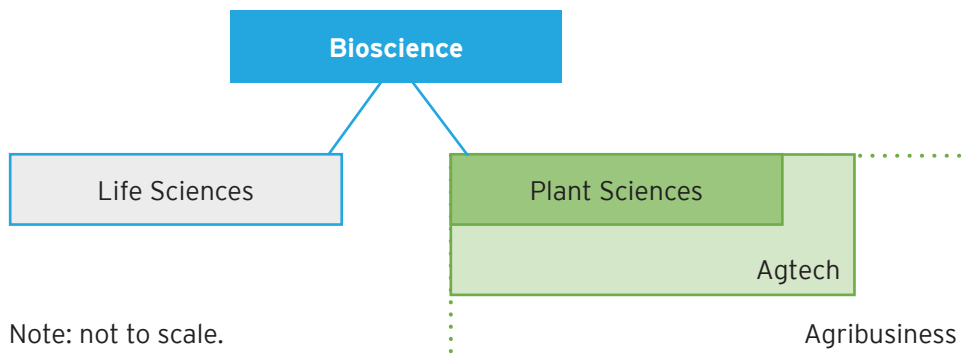 Bioscience
Life Sciences
Plant Sciences
Agtech
Note: not to scale.
Agribusiness